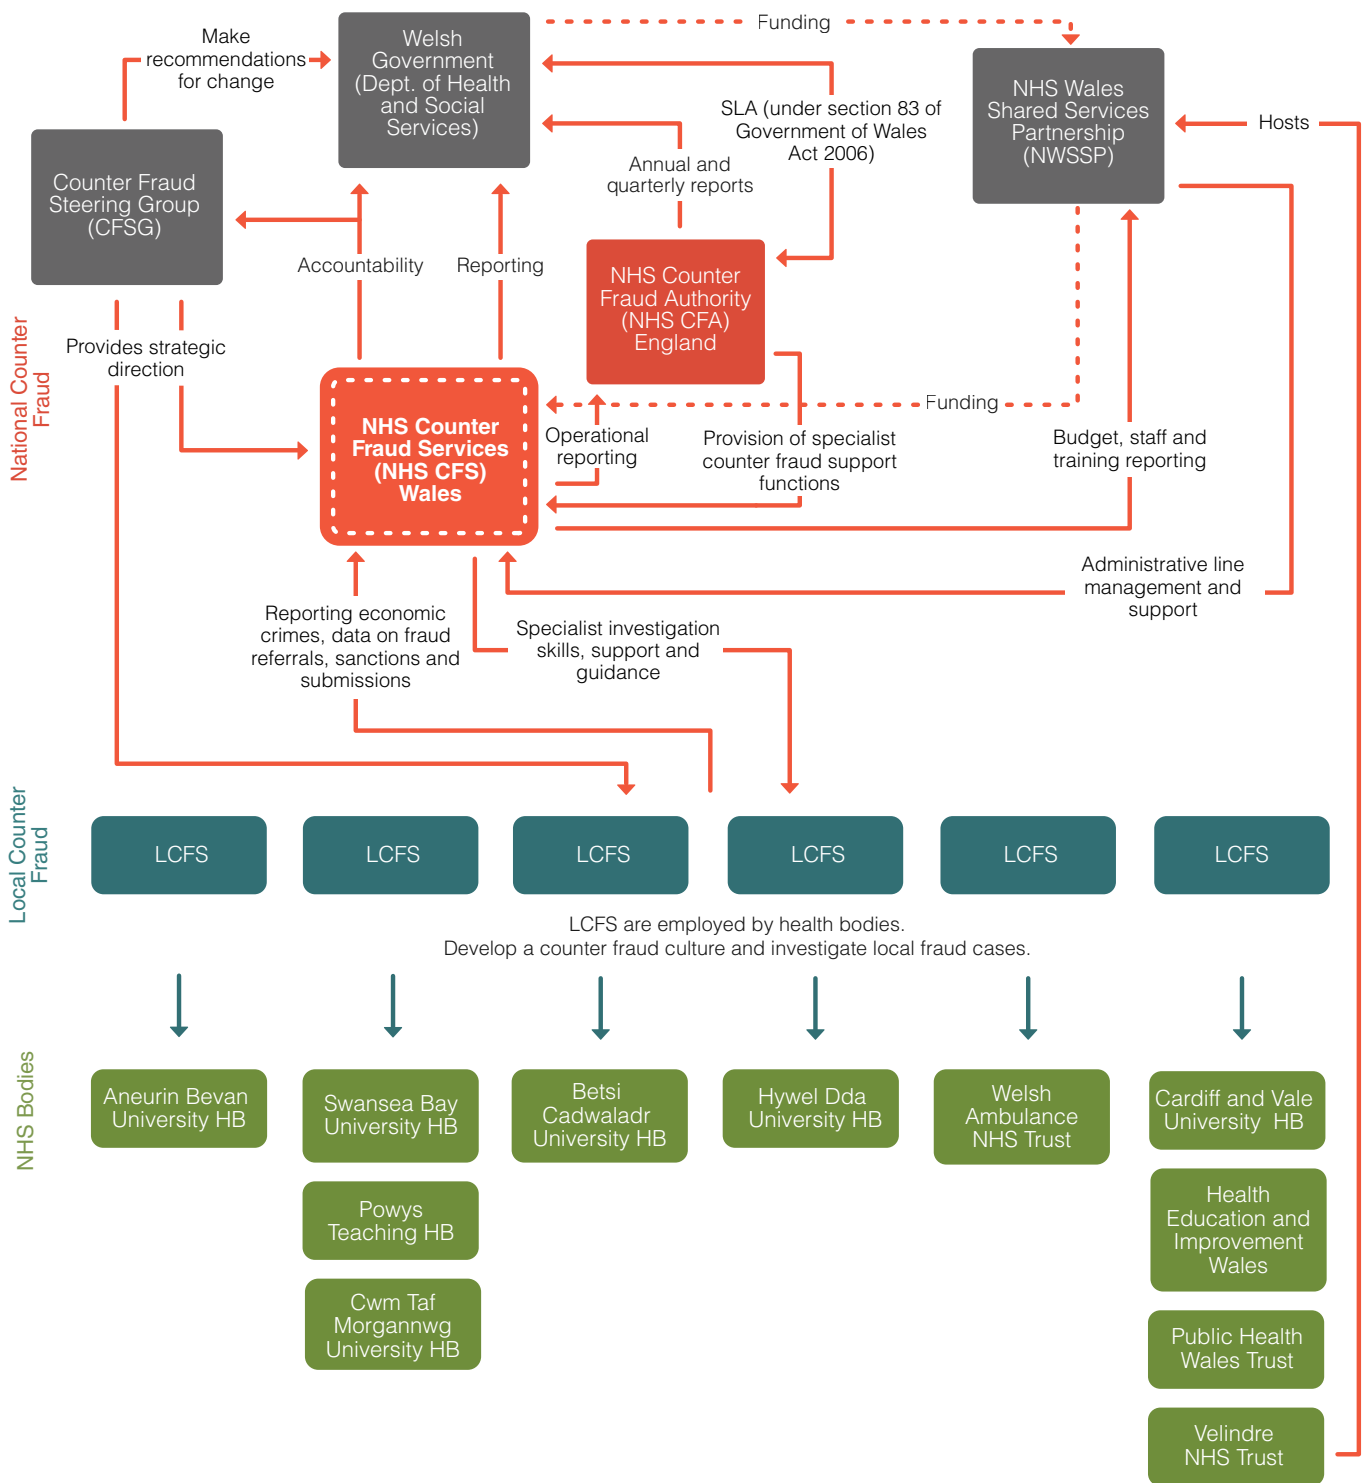 Funding
Make
recommendations
for change
Welsh
Government
(Dept. of Health
and Social
Services)
NHS Wales
Shared Services
Partnership
(NWSSP)
SLA (under section 83 of
Government of Wales
Act 2006)
Hosts
Annual and
quarterly reports
Counter Fraud
Steering Group
(CFSG)
Accountability
Reporting
NHS Counter
Fraud Authority
(NHS CFA)
England
Provides strategic
direction
National Counter
Fraud
Funding
NHS Counter
Fraud Services
(NHS CFS)
Wales
Operational
reporting
Provision of specialist
counter fraud support
functions
Budget, staff and
training reporting
Administrative line
management and
support
Reporting economic
crimes, data on fraud
referrals, sanctions and
submissions
Specialist investigation
skills, support and
guidance
Local Counter
Fraud
LCFS
LCFS
LCFS
LCFS
LCFS
LCFS
LCFS are employed by health bodies.
Develop a counter fraud culture and investigate local fraud cases.
NHS Bodies
Aneurin Bevan
University HB
Swansea Bay
University HB
Betsi
Cadwaladr
University HB
Hywel Dda
University HB
Welsh
Ambulance
NHS Trust
Cardiff and Vale
University HB
Powys
Teaching HB
Health
Education and
Improvement
Wales
Cwm Taf
Morgannwg
University HB
Public Health
Wales Trust
Velindre
NHS Trust